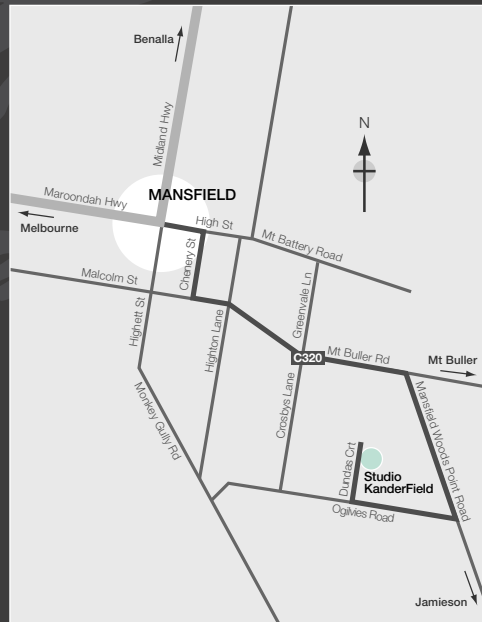 Benalla
Midland Hwy
N
MANSFIELD
Maroondah Hwy
High St
Melbourne
Mt Battery Road
Chenery St
Malcolm St
Greenvale Ln
Highett St
Highton Lane
C320
Mt Buller Rd
Mt Buller
Crosbys Lane
Monkey Gully Rd
Mansfield Woods Point Road
Dundas Crt
Studio
KanderField
Ogilvies Road
Jamieson